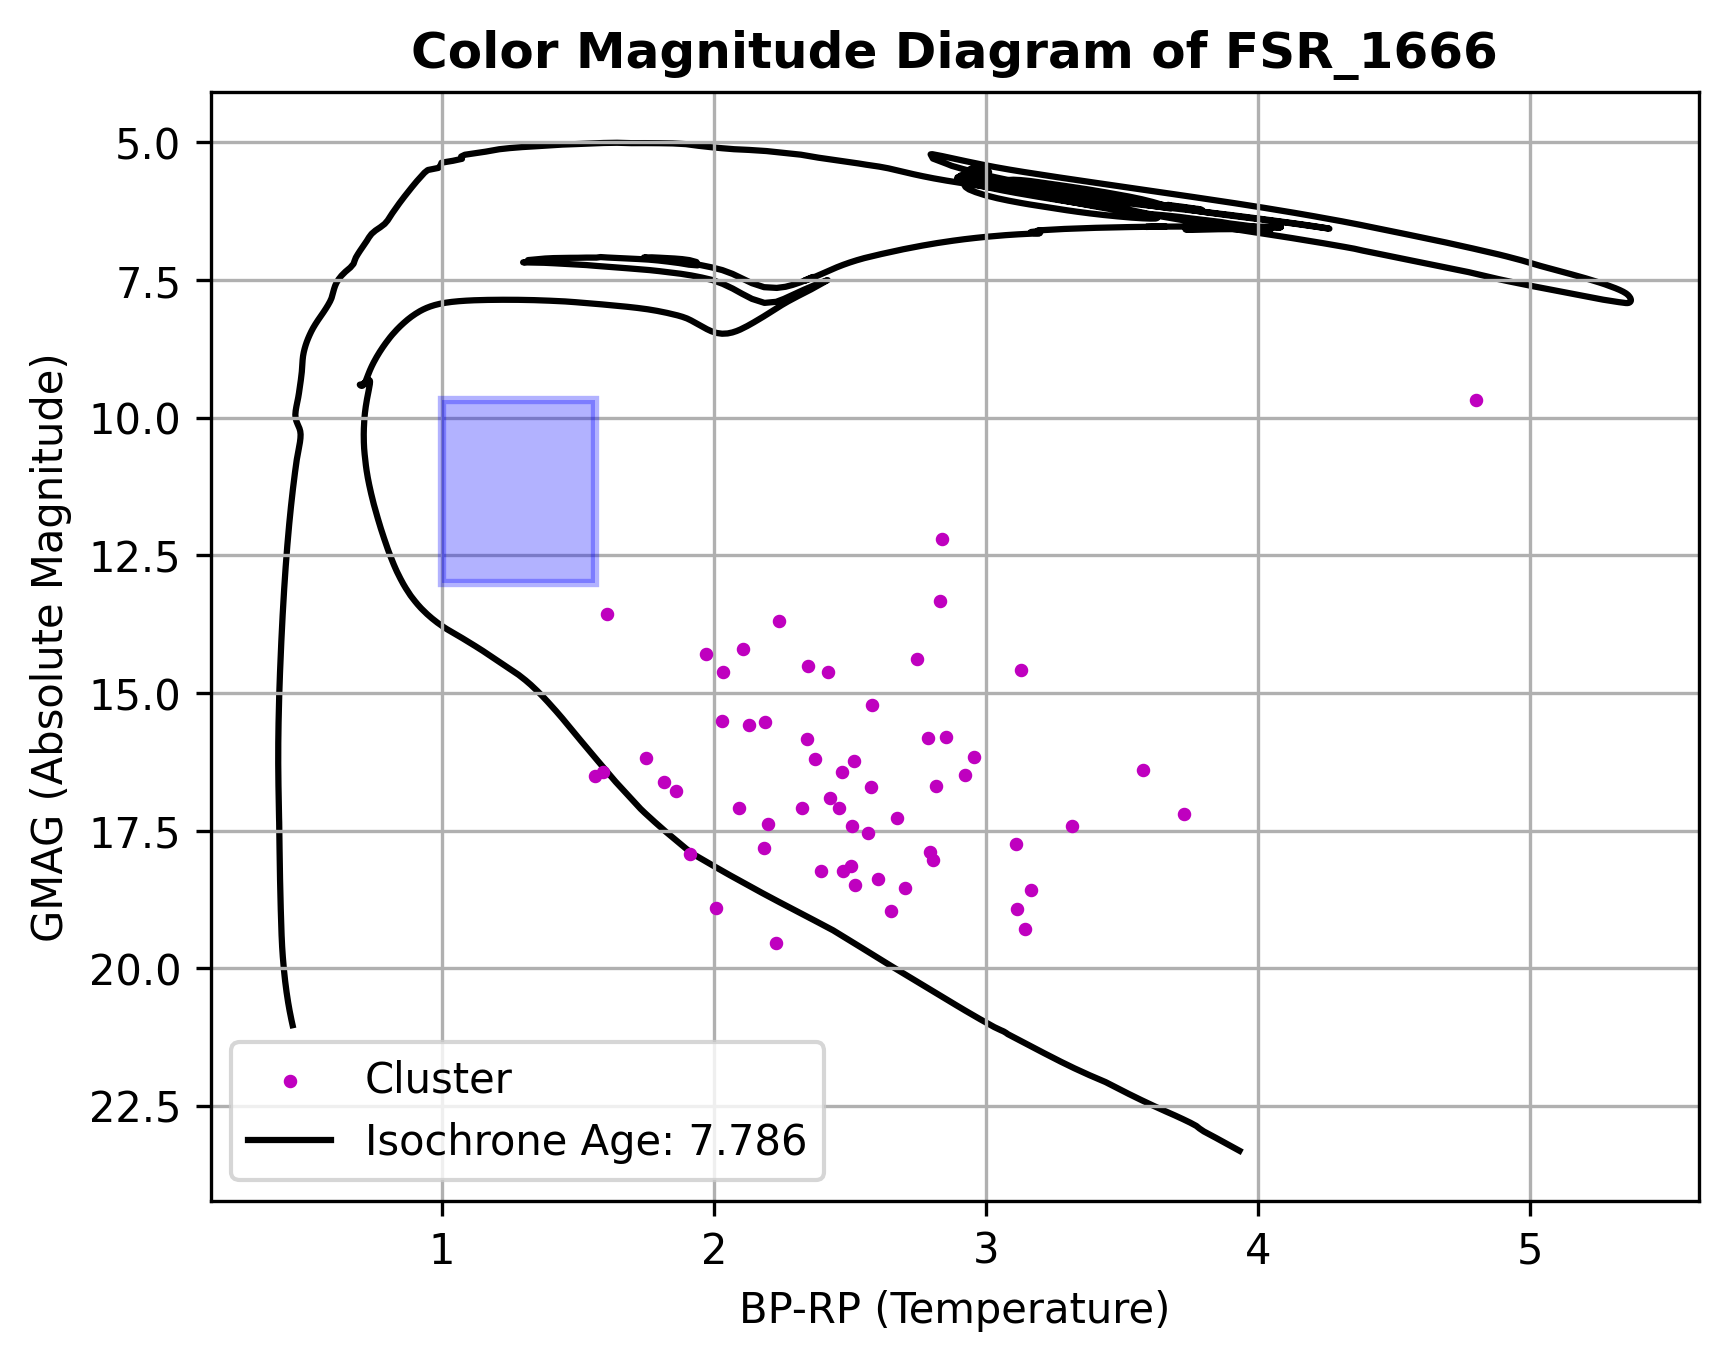 Color Magnitude Diagram of FSR_1666
GMAG (Absolute Magnitude)
5.0
7.5
10.0
12.5
15.0
17.5
20.0
22.5
Cluster
Isochrone Age: 7.786
1 2 3 4 5
BP-RP (Temperature)